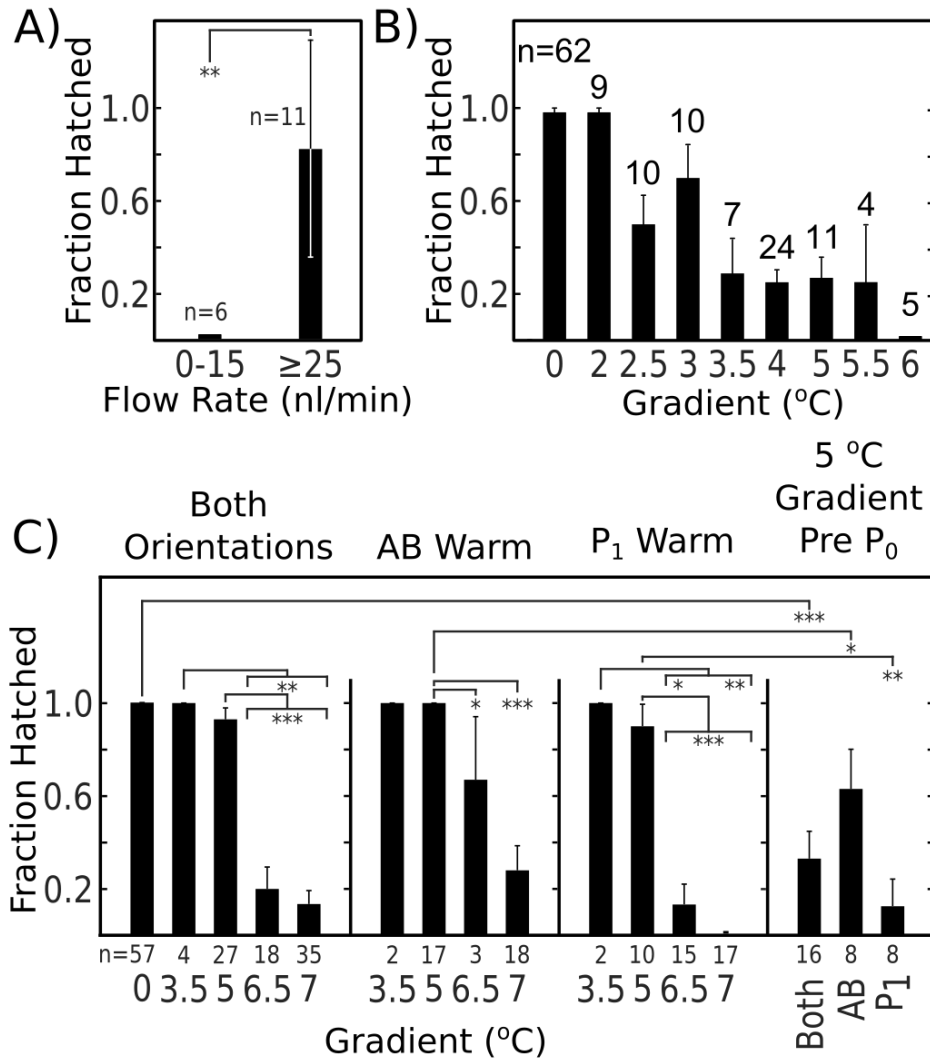 A)
Fraction Hatched
1.0
0.6
0.2
**
n=11
n=6
0-15 ≥25
Flow Rate (nl/min)
B)
Fraction Hatched
1.0
0.6
0.2
n=62
9
10
10
7
24
11
4
5
0 2 2.5 3 3.5 4 5 5.5 6
Gradient (°C)
C)
Both
Orientations
AB Warm
P1 Warm
5 °C
Gradient
Pre P0
Fraction Hatched
1.0
0.6
0.2
***
*
**
**
***
* ***
* **
***
n=57 4 27 18 35 2 17 3 18 2 10 15 17 16 8 8
0 3.5 5 6.5 7 3.5 5 6.5 7 3.5 5 6.5 7 Both AB P1
Gradient (°C)